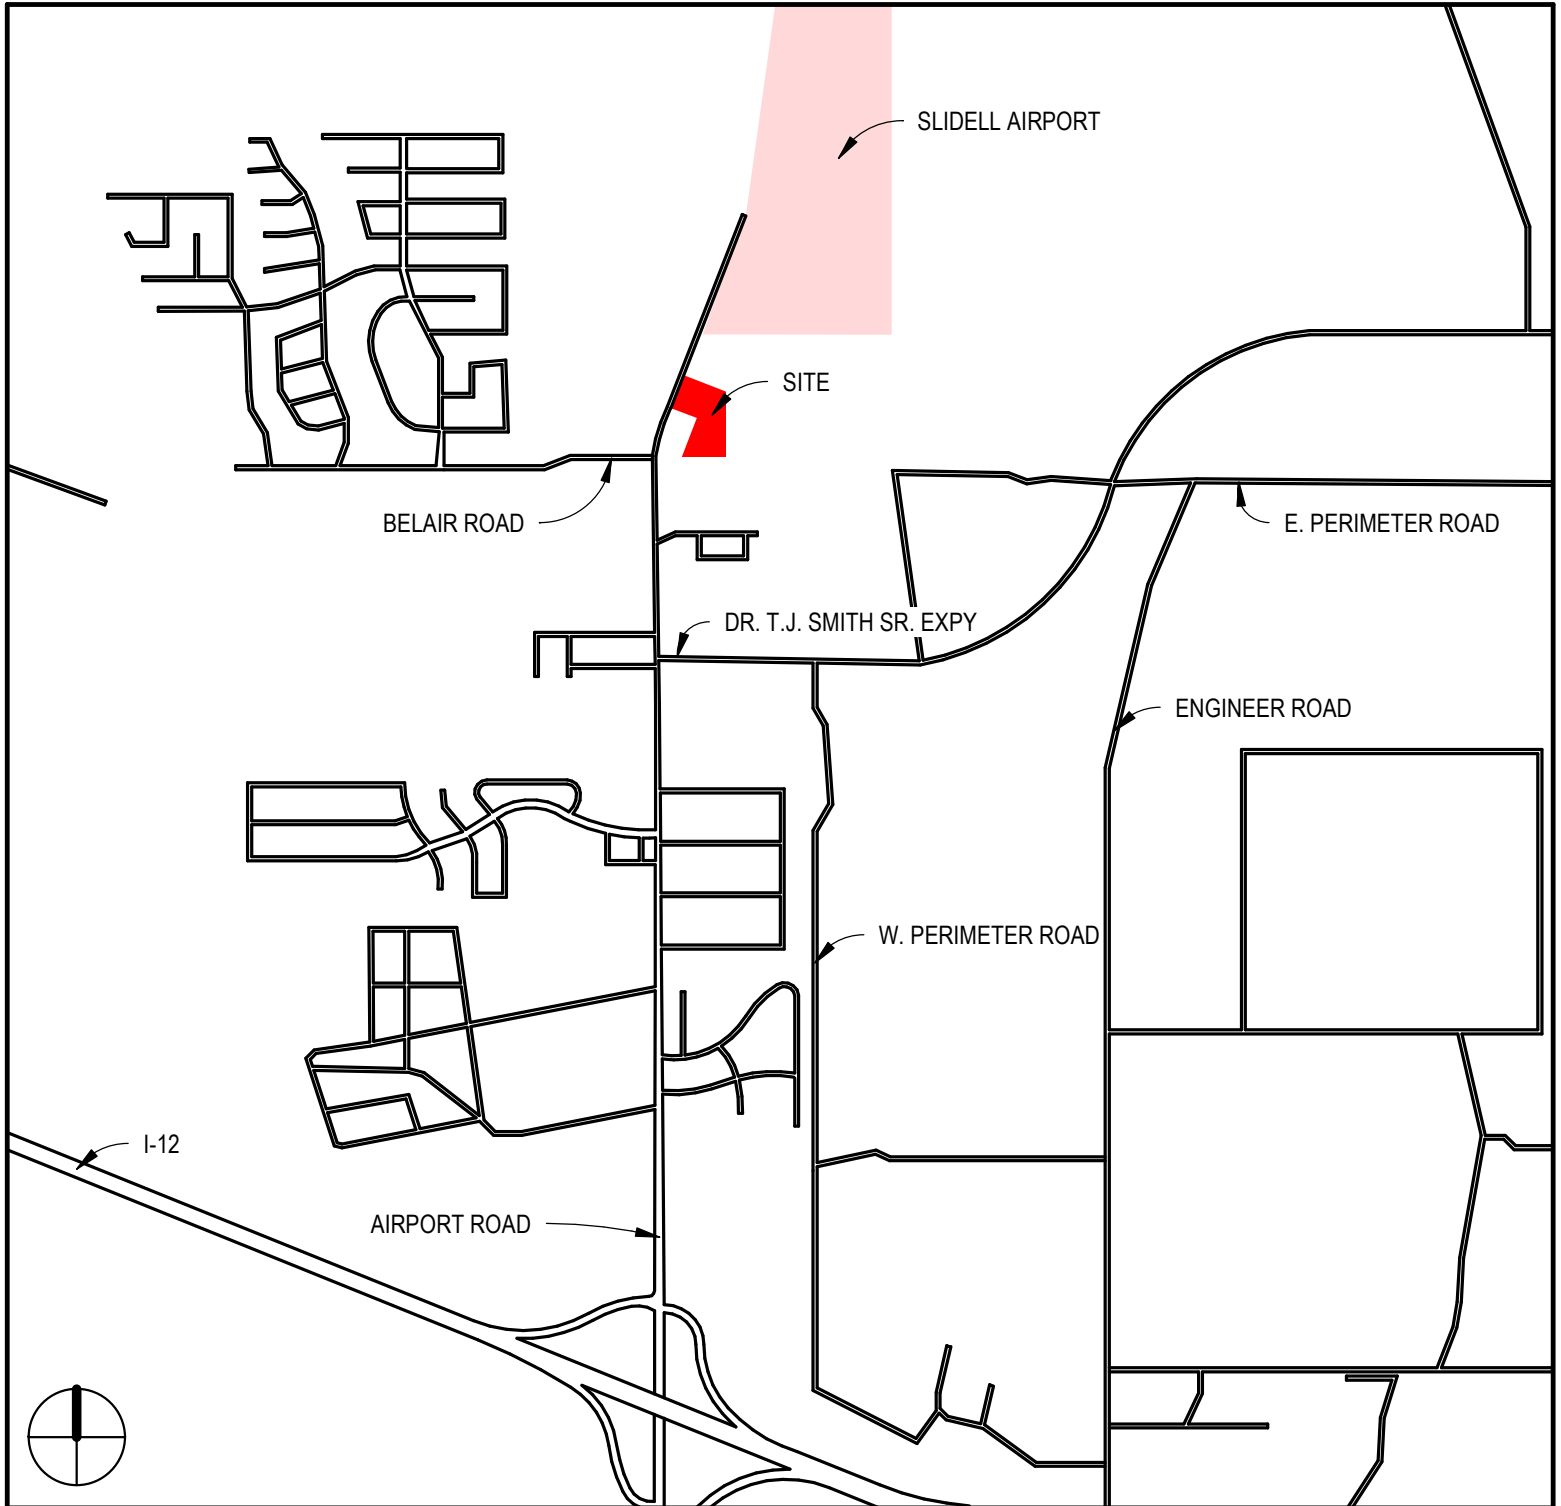 SLIDELL AIRPORT
SITE
BELAIR ROAD
E. PERIMETER ROAD
DR. T.J. SMITH SR. EXPY
ENGINEER ROAD
W. PERIMETER ROAD
I-12
AIRPORT ROAD